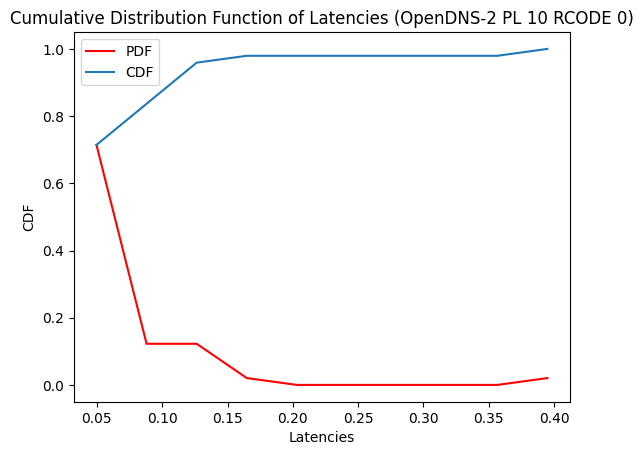 Cumulative Distribution Function of Latencies (OpenDNS-2 PL 10 RCODE 0)
PDF
CDF
1.0
0.8
0.6
0.4
0.2
0.0
CDF
0.05
0.10
0.15
0.20
0.25
0.30
0.35
0.40
Latencies